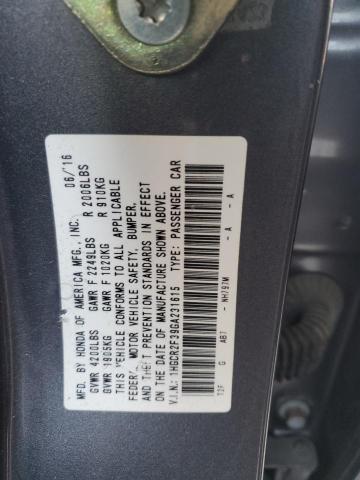 MFD. BY HONDA OF AMERICA MFG., INC. 06/16
GVWR 4200LBS GAWR F 2249LBS R 2006LBS
GVWR 1905KG GAWR F 1020KG R 910KG
THIS VEHICLE CONFORMS TO ALL APPLICABLE
FEDERAL MOTOR VEHICLE SAFETY, BUMPER,
AND THEFT PREVENTION STANDARDS IN EFFECT
ON THE DATE OF MANUFACTURE SHOWN ABOVE.
V.I.N.: 1HGCR2F39GA231615 TYPE: PASSENGER CAR
ABT - NH797M - A - A
T2F G